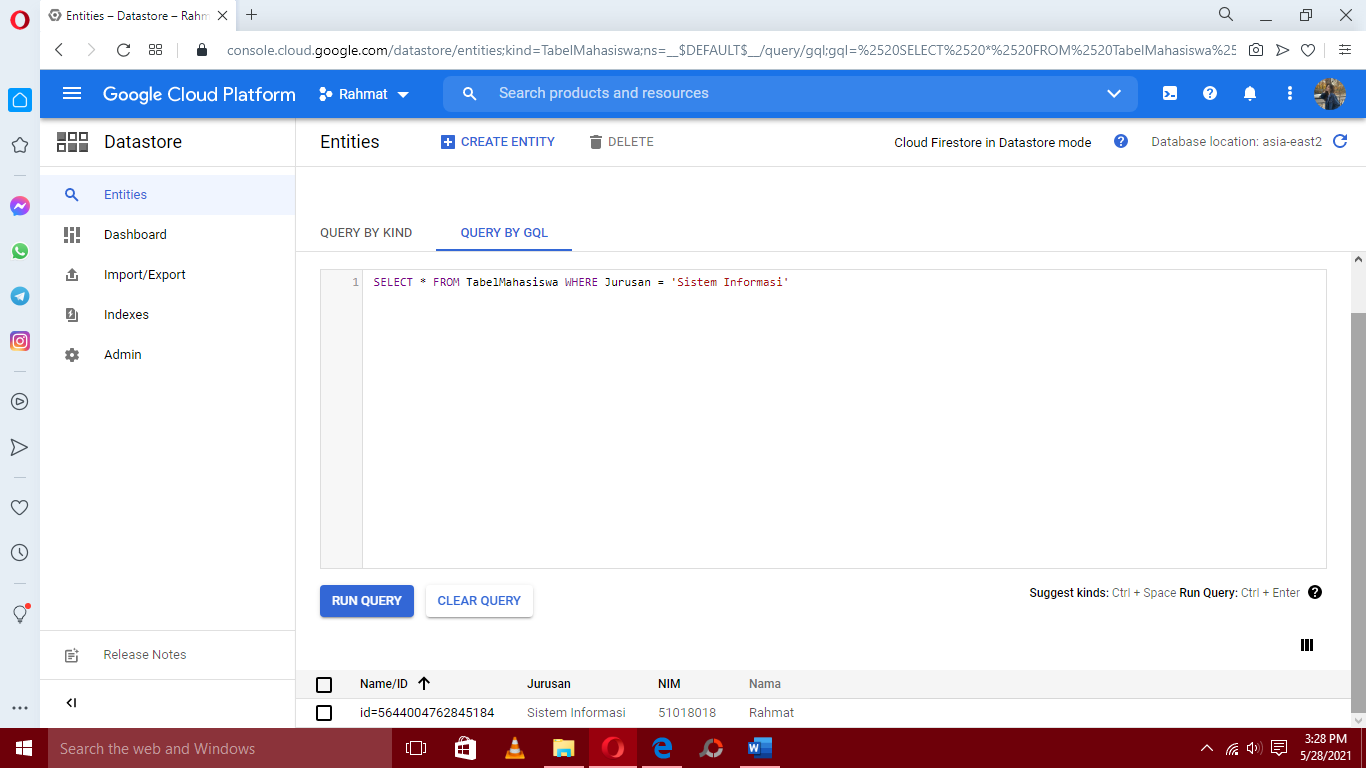 Entities – Datastore – Rahm
console.cloud.google.com/datastore/entities;kind=TabelMahasiswa;ns=__$DEFAULT$__/query/gql;gql=%2520SELECT%2520*%2520FROM%2520TabelMahasiswa%25
Google Cloud Platform
Rahmat
Search products and resources
Datastore
Entities
CREATE ENTITY
DELETE
Cloud Firestore in Datastore mode
Database location: asia-east2
Entities
Dashboard
Import/Export
Indexes
Admin
Release Notes
QUERY BY KIND
QUERY BY GQL
1 SELECT * FROM TabelMahasiswa WHERE Jurusan = 'Sistem Informasi'
RUN QUERY
CLEAR QUERY
Suggest kinds: Ctrl + Space Run Query: Ctrl + Enter
Name/ID Jurusan NIM Nama
id=5644004762845184 Sistem Informasi 51018018 Rahmat
Search the web and Windows
3:28 PM
5/28/2021